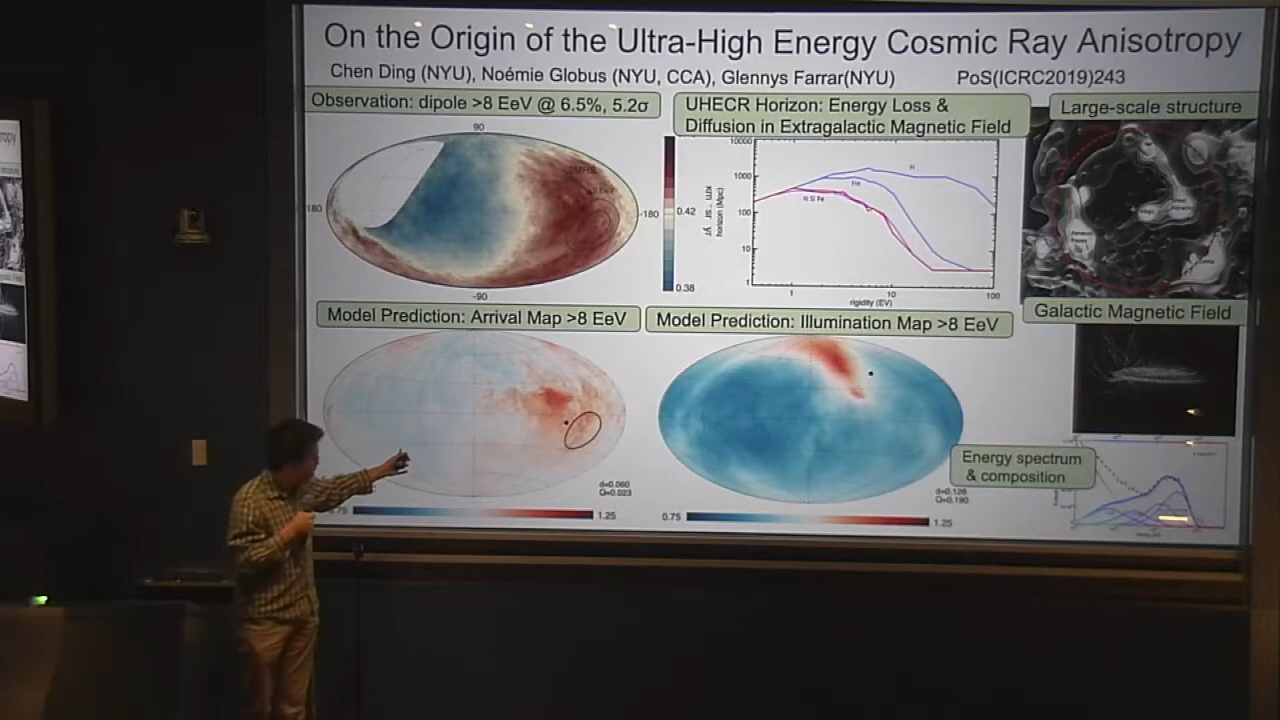 On the Origin of the Ultra-High Energy Cosmic Ray Anisotropy
Chen Ding (NYU), Noémie Globus (NYU, CCA), Glennys Farrar(NYU)
PoS(ICRC2019)243
Observation: dipole >8 EeV @ 6.5%, 5.2σ
90
180
-180
-90
0.42
0.38
UHECR Horizon: Energy Loss &
Diffusion in Extragalactic Magnetic Field
10000
1000
100
10
1
horizon (Mpc)
H
He
N Si Fe
1
10
100
rigidity (EV)
Large-scale structure
Model Prediction: Arrival Map >8 EeV
d=0.060
Q=0.023
1.25
Model Prediction: Illumination Map >8 EeV
d=0.126
Q=0.190
0.75
1.25
Galactic Magnetic Field
Energy spectrum
& composition